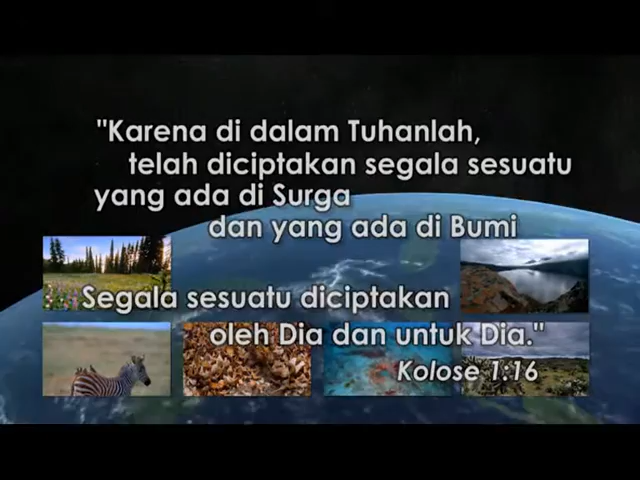 "Karena di dalam Tuhanlah,
telah diciptakan segala sesuatu
yang ada di Surga
dan yang ada di Bumi
Segala sesuatu diciptakan
oleh Dia dan untuk Dia."
Kolose 1:16